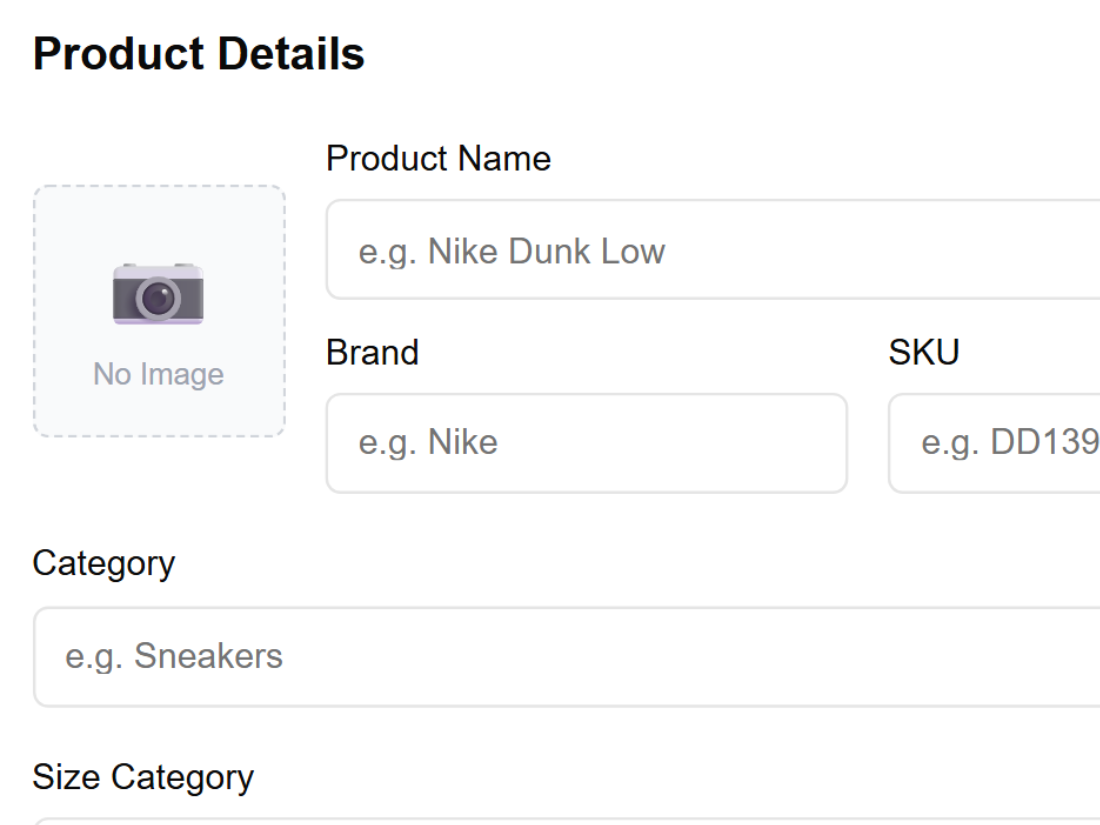 Product Details
Product Name
e.g. Nike Dunk Low
No Image
Brand
SKU
e.g. Nike
e.g. DD139
Category
e.g. Sneakers
Size Category